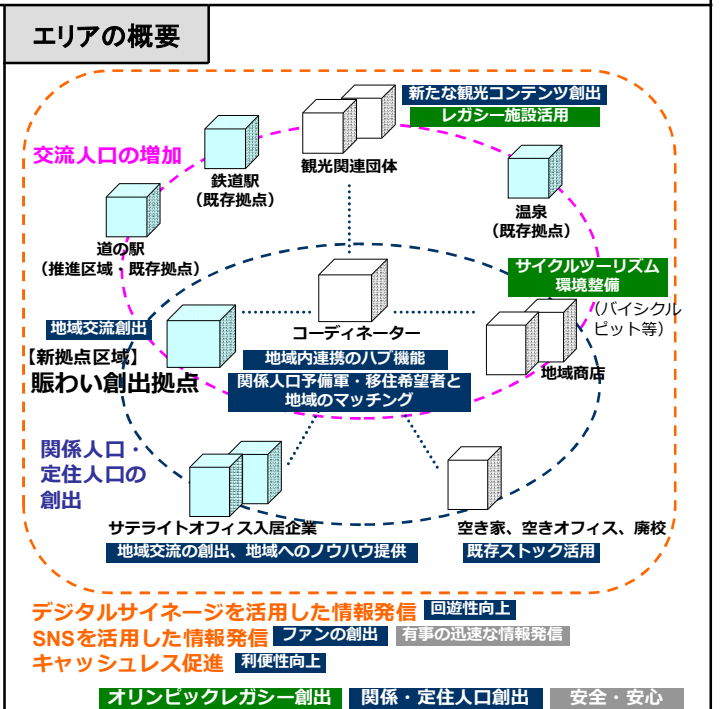 エリアの概要
新たな観光コンテンツ創出
レガシー施設活用
交流人口の増加
観光関連団体
鉄道駅
（既存拠点）
温泉
（既存拠点）
道の駅
（推進区域・既存拠点）
サイクルツーリズム
環境整備
（バイシクル
ピット等）
地域交流創出
コーディネーター
【新拠点区域】
賑わい創出拠点
地域内連携のハブ機能
関係人口予備軍・移住希望者と
地域のマッチング
地域商店
関係人口・
定住人口の
創出
サテライトオフィス入居企業
地域交流の創出、地域へのノウハウ提供
空き家、空きオフィス、廃校
既存ストック活用
デジタルサイネージを活用した情報発信 回遊性向上
SNSを活用した情報発信 ファンの創出 有事の迅速な情報発信
キャッシュレス促進 利便性向上
オリンピックレガシー創出 関係・定住人口創出 安全・安心